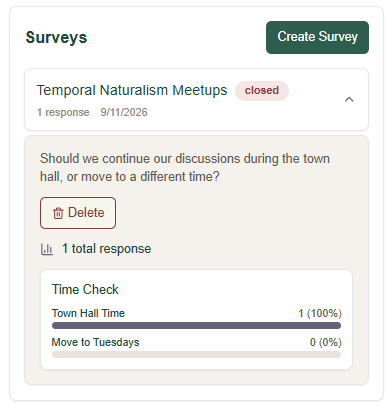 Surveys
Create Survey
Temporal Naturalism Meetups
closed
1 response
9/11/2026
Should we continue our discussions during the town
hall, or move to a different time?
Delete
1 total response
Time Check
Town Hall Time
1 (100%)
Move to Tuesdays
0 (0%)